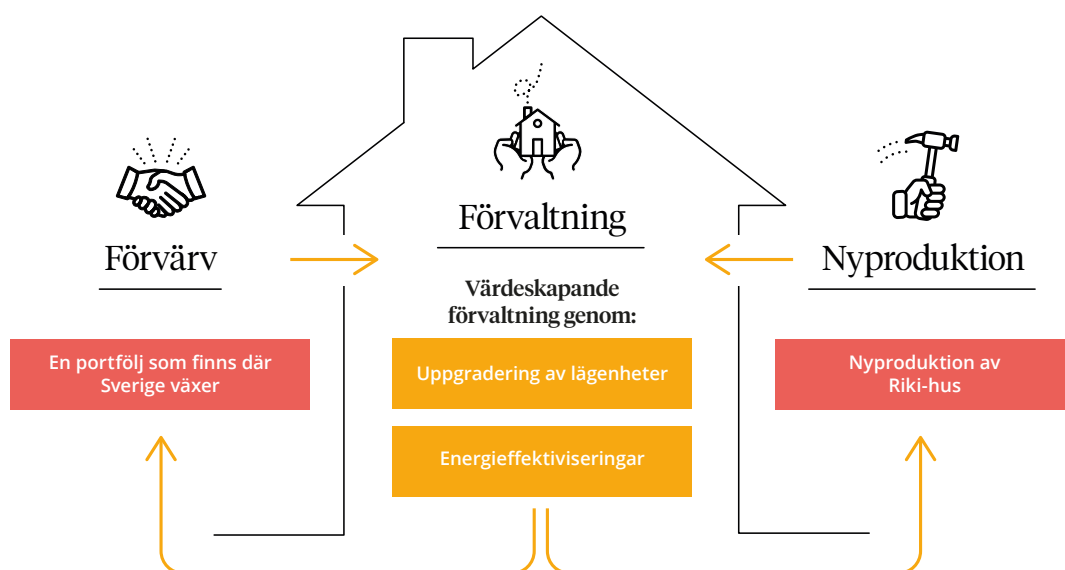 Förvärv
En portfölj som finns där
Sverige växer
Förvaltning
Värdeskapande
förvaltning genom:
Uppgradering av lägenheter
Energieffektiviseringar
Nyproduktion
Nyproduktion av
Riki-hus